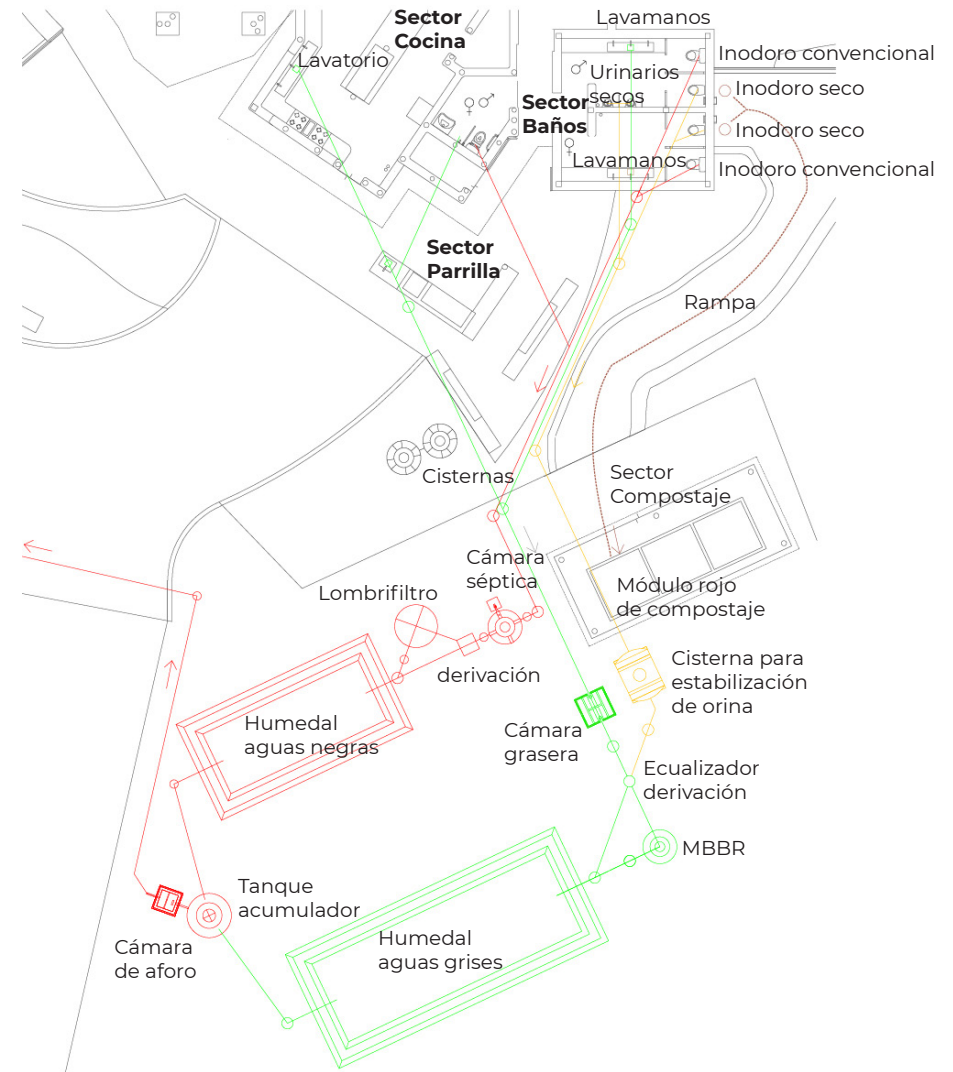 Sector
Cocina
Lavatorio
Lavamanos
Inodoro convencional
Urinarios
secos
Inodoro seco
Sector
Baños
Inodoro seco
Lavamanos
Inodoro convencional
Sector
Parrilla
Rampa
Cisternas
Sector
Compostaje
Cámara
séptica
Lombrifiltro
Módulo rojo
de compostaje
derivación
Cisterna para
estabilización
de orina
Humedal
aguas negras
Cámara
grasera
Ecualizador
derivación
MBBR
Tanque
acumulador
Humedal
aguas grises
Cámara
de aforo